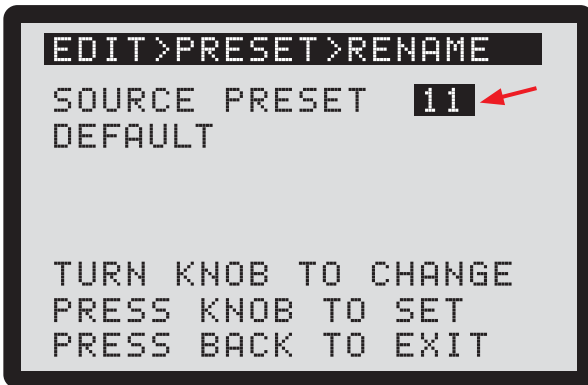 EDIT>PRESET>RENAME
SOURCE PRESET 11
DEFAULT
TURN KNOB TO CHANGE
PRESS KNOB TO SET
PRESS BACK TO EXIT